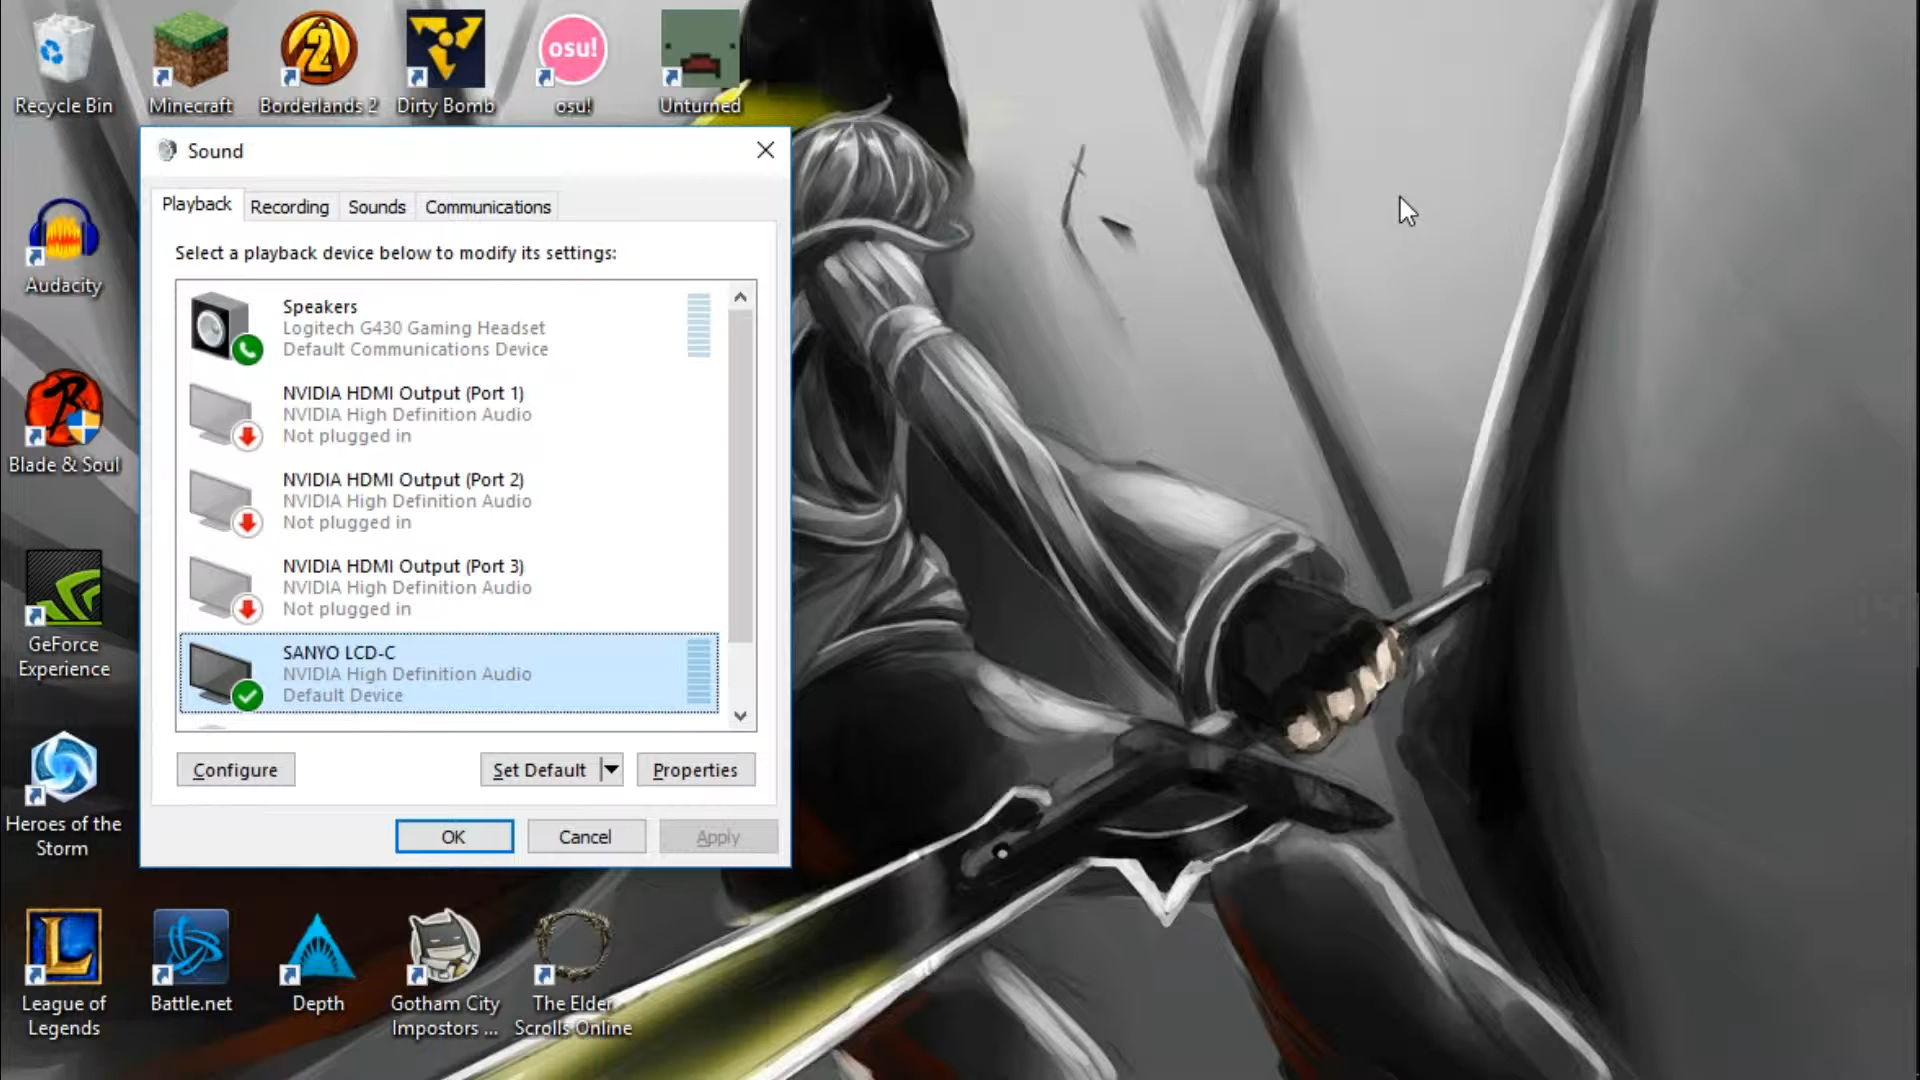 Recycle Bin
Minecraft
Borderlands 2
Dirty Bomb
osu!
osu!
Unturned
Sound
Playback
Recording
Sounds
Communications
Audacity
Select a playback device below to modify its settings:
Speakers
Logitech G430 Gaming Headset
Default Communications Device
NVIDIA HDMI Output (Port 1)
NVIDIA High Definition Audio
Not plugged in
Blade & Soul
NVIDIA HDMI Output (Port 2)
NVIDIA High Definition Audio
Not plugged in
NVIDIA HDMI Output (Port 3)
NVIDIA High Definition Audio
Not plugged in
GeForce
Experience
SANYO LCD-C
NVIDIA High Definition Audio
Default Device
Configure
Set Default
Properties
Heroes of the
Storm
OK
Cancel
Apply
League of
Legends
Battle.net
Depth
Gotham City
Impostors ...
The Elder
Scrolls Online